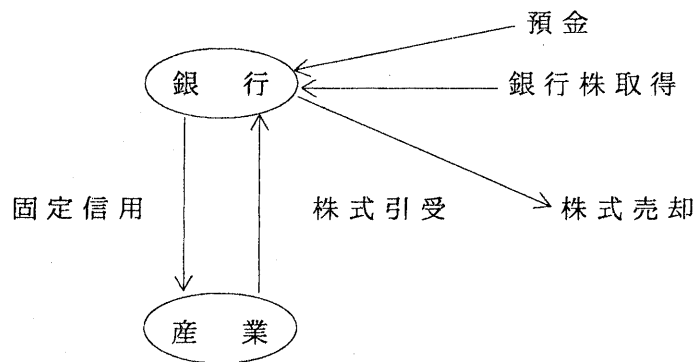 預金
銀行
銀行株取得
固定信用
株式引受
株式売却
産業